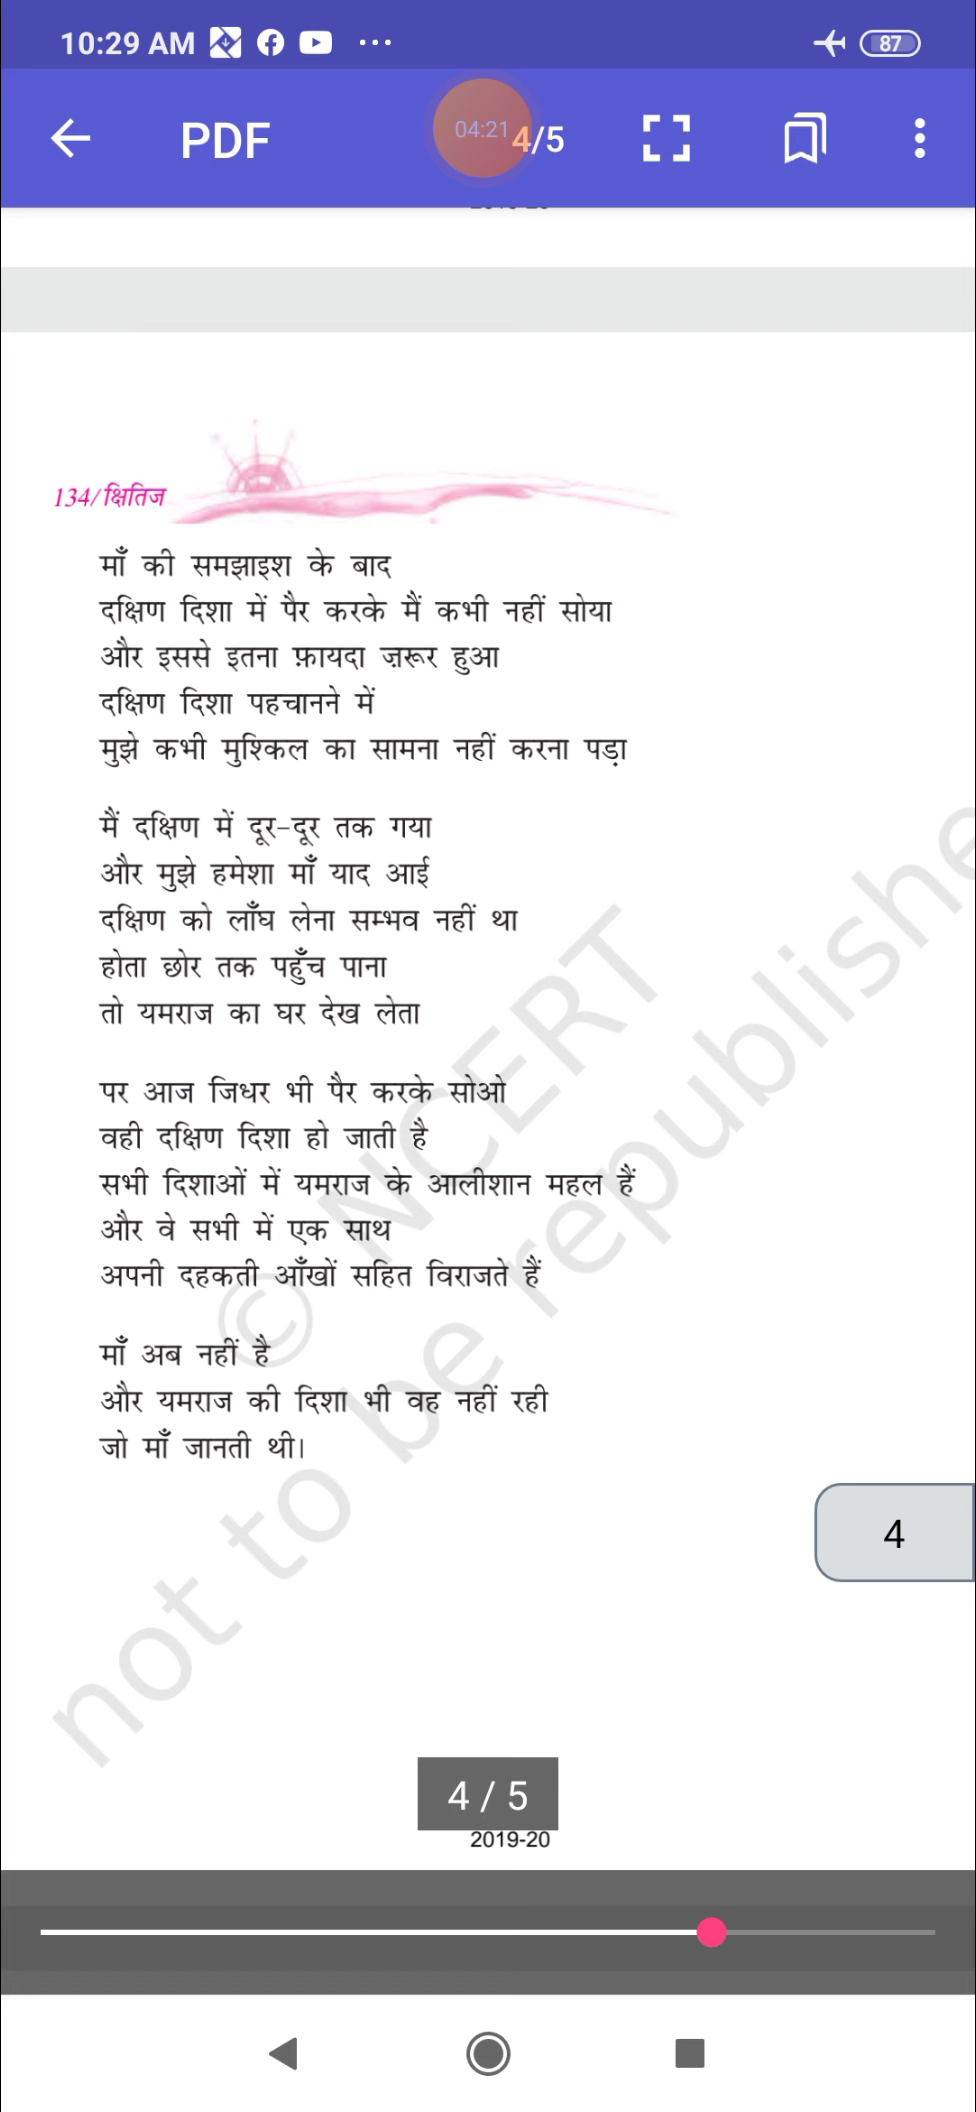 10:29 AM
87
PDF
04:21
4/5
134/क्षितिज
माँ की समझाइश के बाद
दक्षिण दिशा में पैर करके मैं कभी नहीं सोया
और इससे इतना फ़ायदा ज़रूर हुआ
दक्षिण दिशा पहचानने में
मुझे कभी मुश्किल का सामना नहीं करना पड़ा
मैं दक्षिण में दूर-दूर तक गया
और मुझे हमेशा माँ याद आई
दक्षिण को लाँघ लेना सम्भव नहीं था
होता छोर तक पहुँच पाना
तो यमराज का घर देख लेता
पर आज जिधर भी पैर करके सोओ
वही दक्षिण दिशा हो जाती है
सभी दिशाओं में यमराज के आलीशान महल हैं
और वे सभी में एक साथ
अपनी दहकती आँखों सहित विराजते हैं
माँ अब नहीं है
और यमराज की दिशा भी वह नहीं रही
जो माँ जानती थी।
© NCERT
not to be republishe
4
4 / 5
2019-20